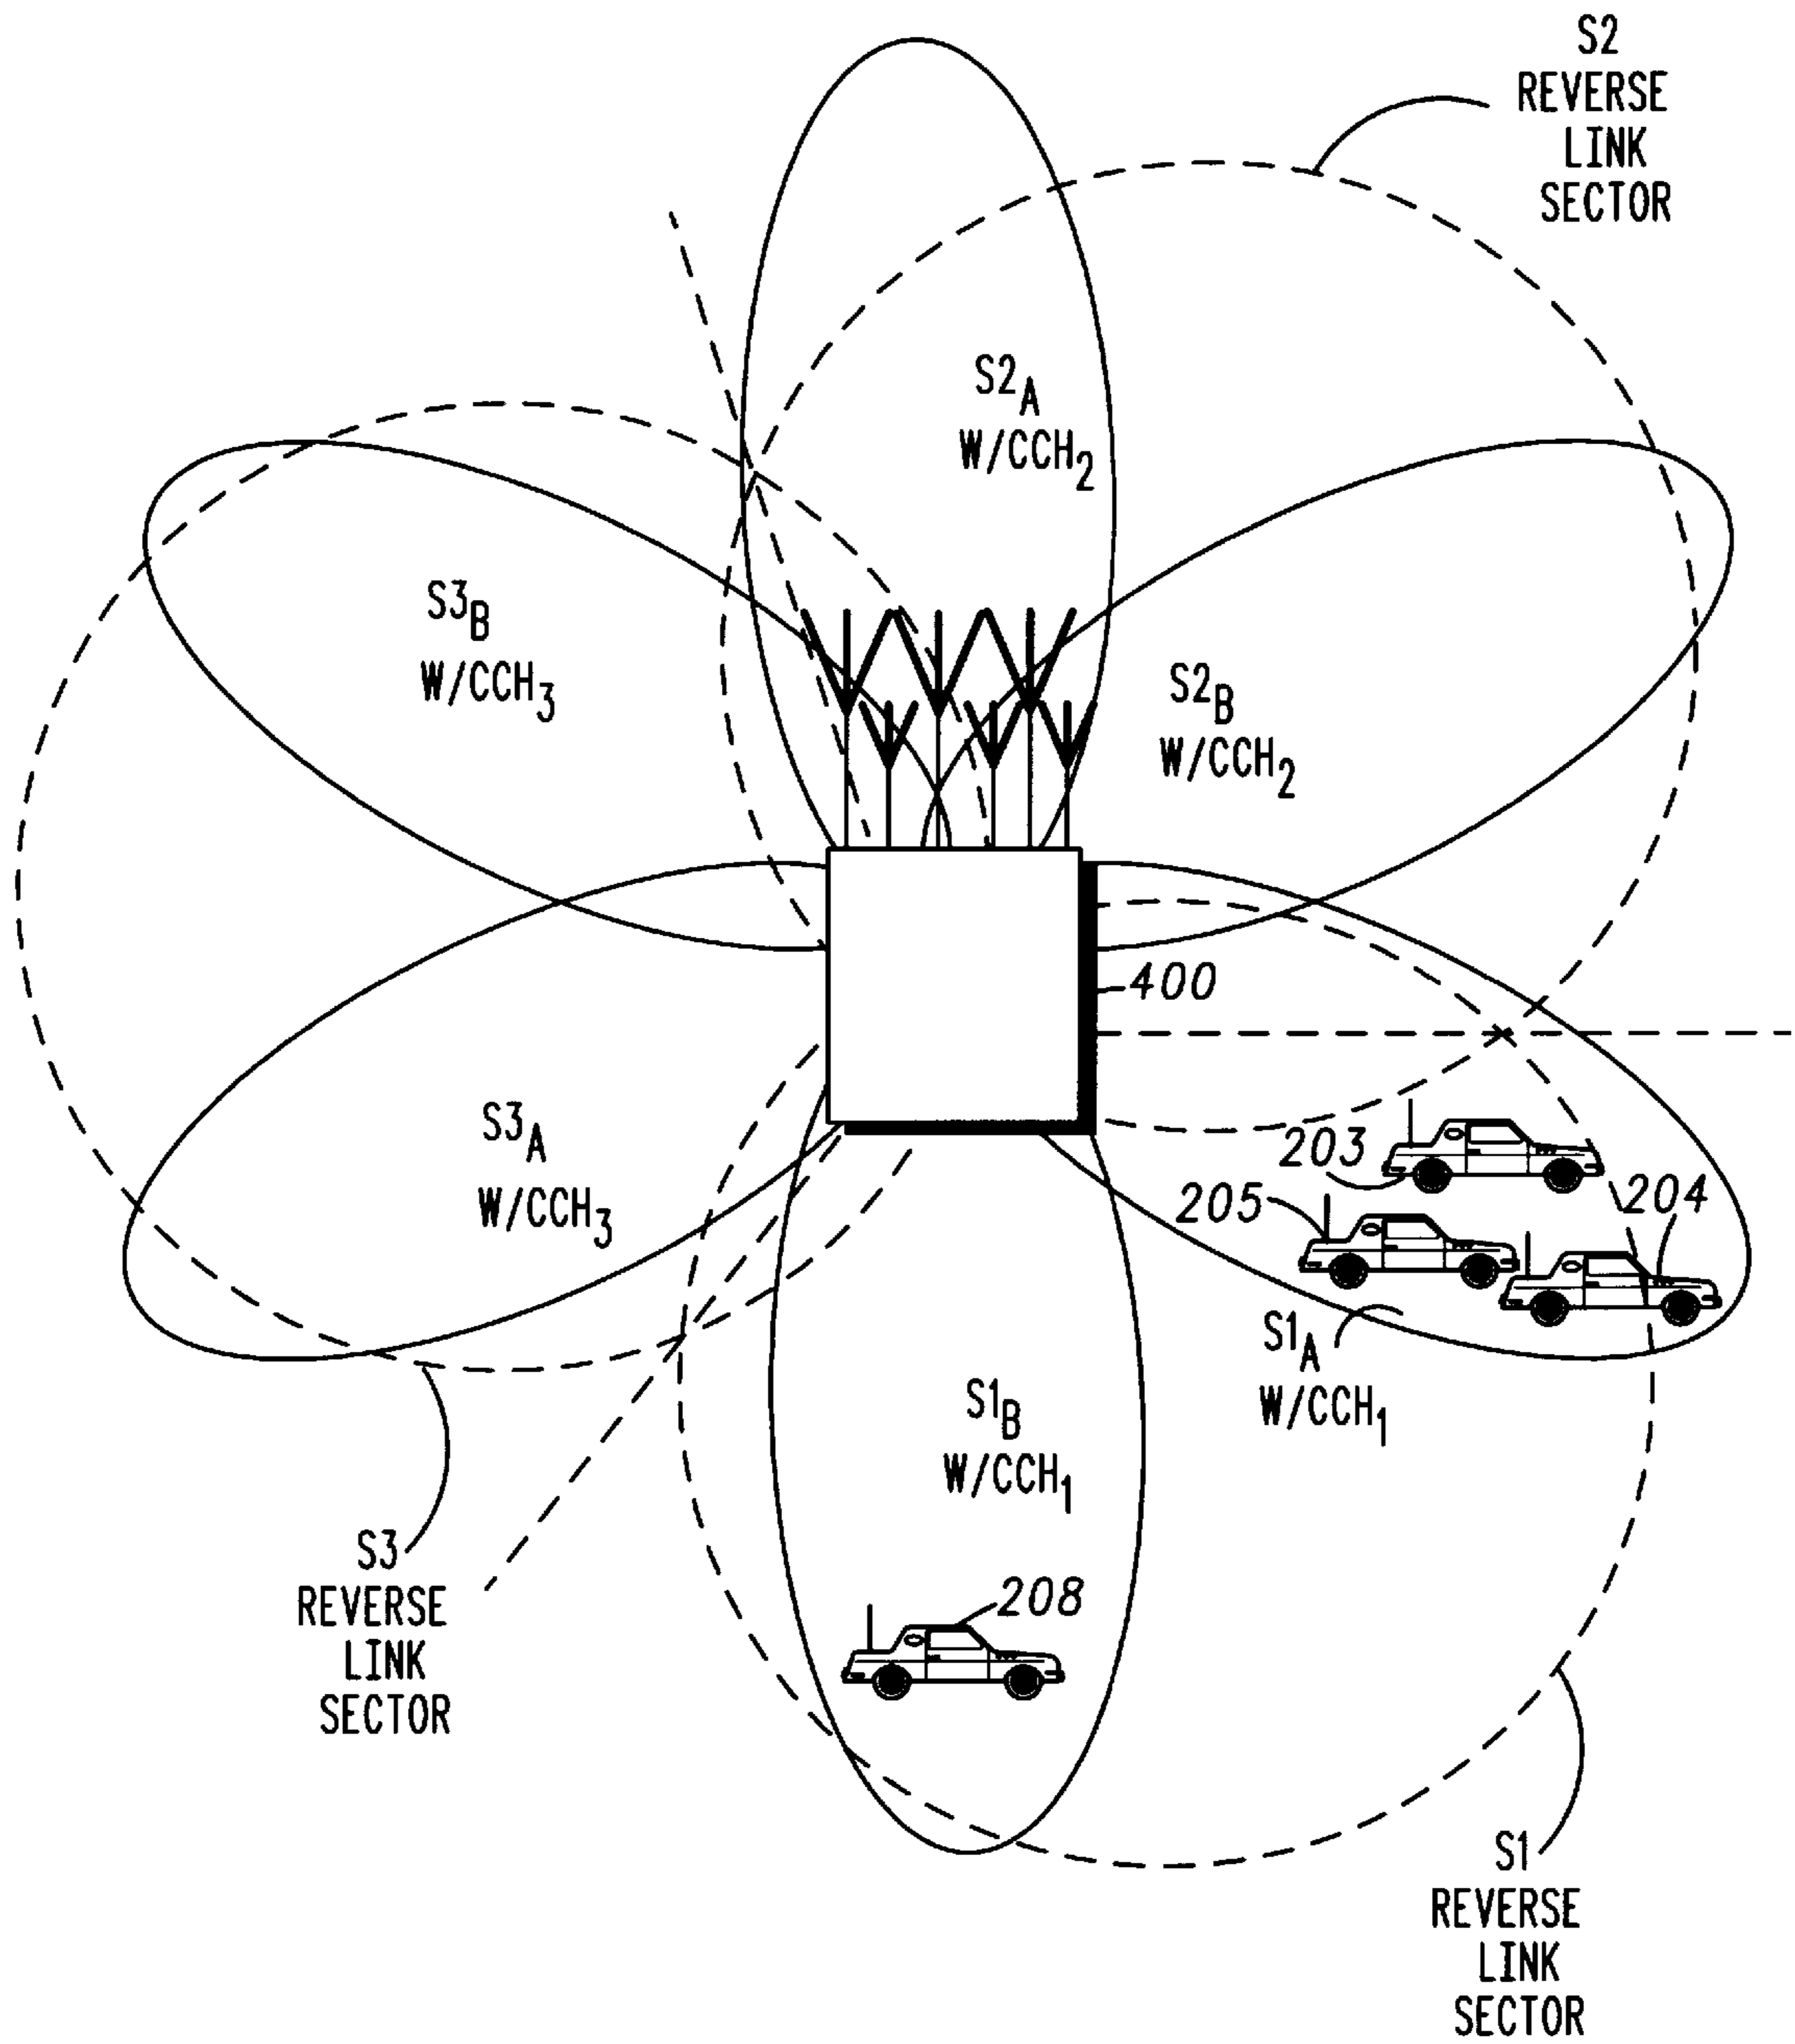 S2
REVERSE
LINK
SECTOR
S2A
W/CCH2
S3B
W/CCH3
S2B
W/CCH2
400
S3A
W/CCH3
203
205
204
S1A
W/CCH1
S1B
W/CCH1
S3
REVERSE
LINK
SECTOR
208
S1
REVERSE
LINK
SECTOR